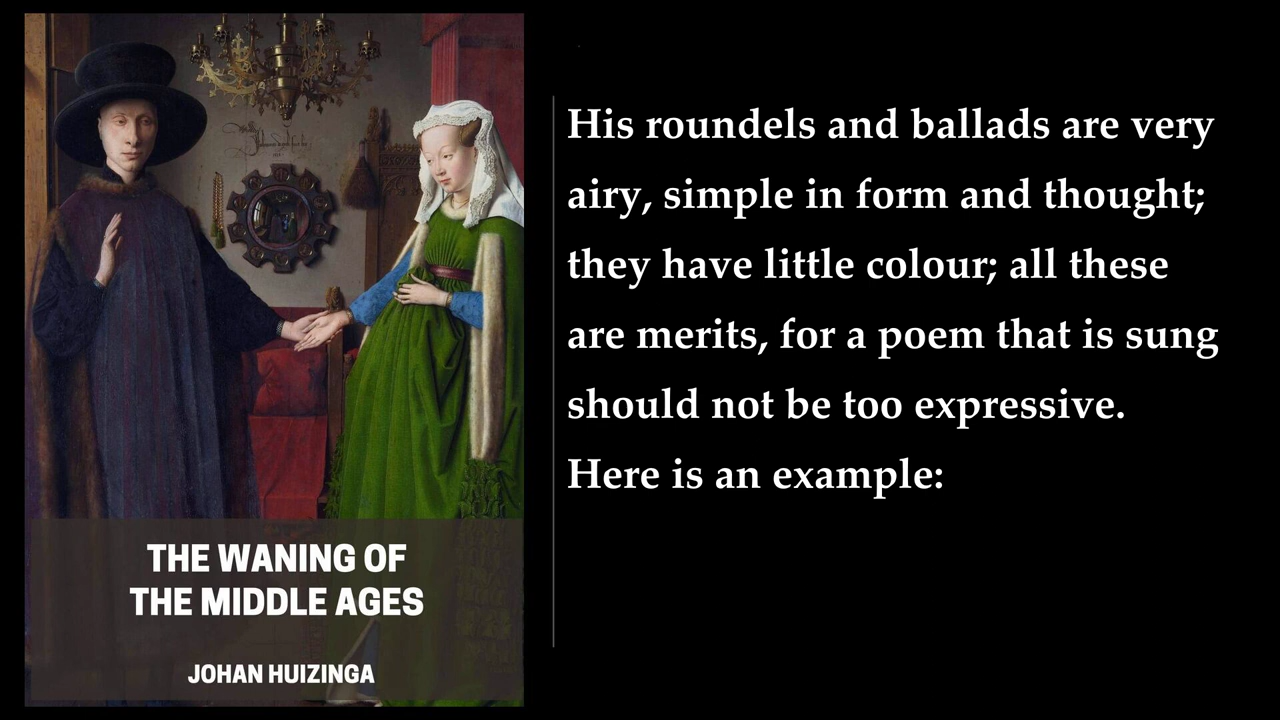 THE WANING OF
THE MIDDLE AGES
JOHAN HUIZINGA
His roundels and ballads are very
airy, simple in form and thought;
they have little colour; all these
are merits, for a poem that is sung
should not be too expressive.
Here is an example: